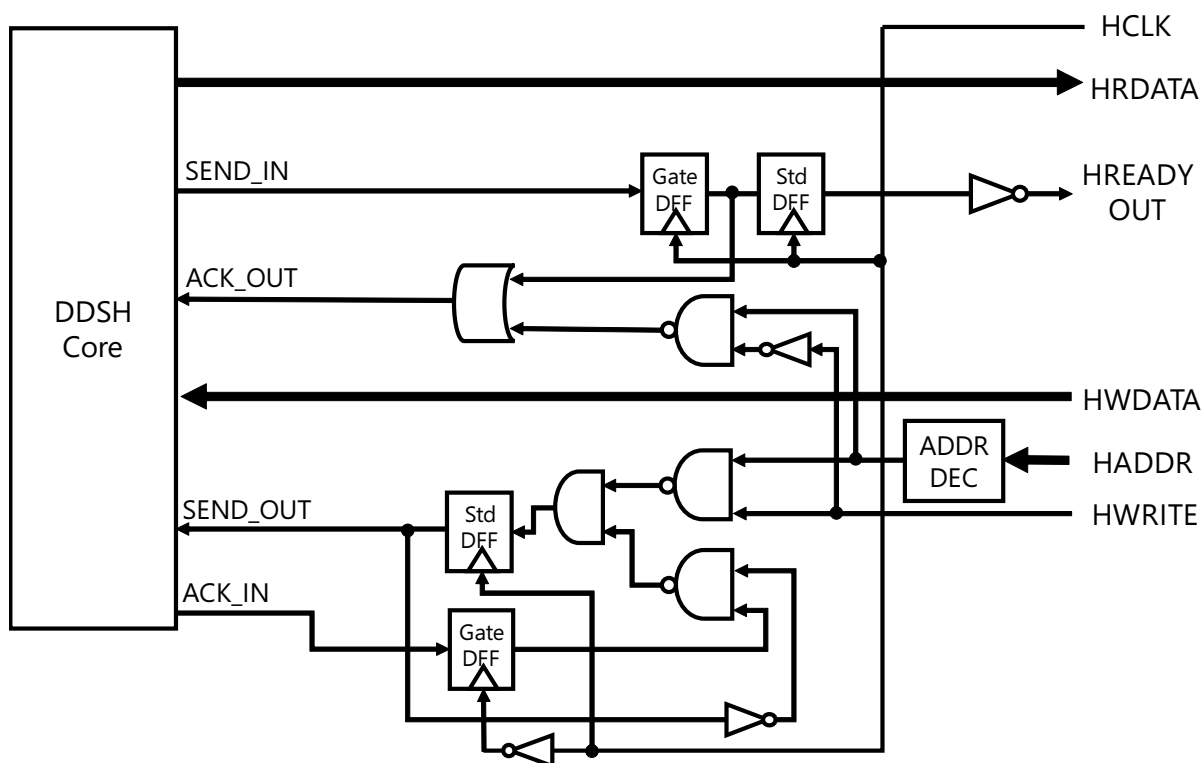 HCLK
HRDATA
SEND_IN
Gate
DFF
Std
DFF
HREADY
OUT
ACK_OUT
DDSH
Core
HWDATA
ADDR
DEC
HADDR
SEND_OUT
Std
DFF
HWRITE
ACK_IN
Gate
DFF